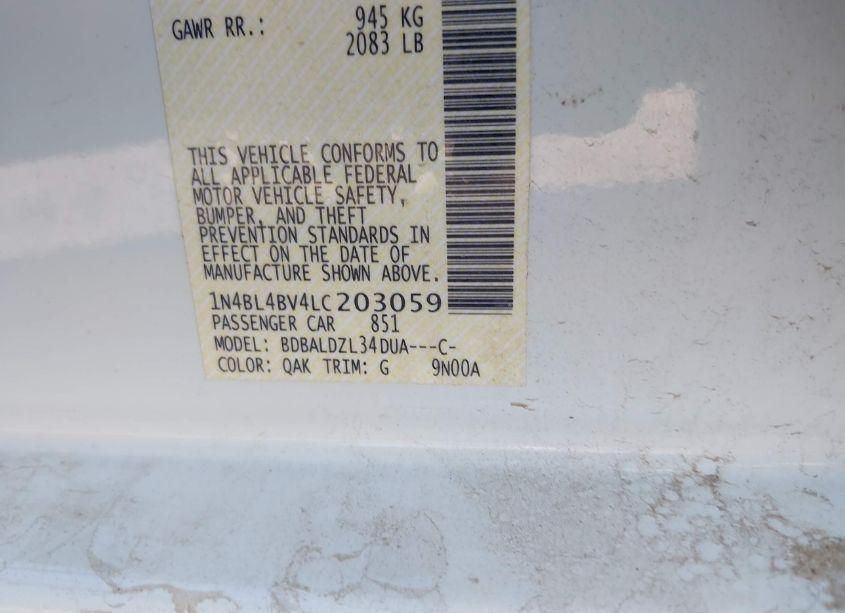 GAWR RR.: 945 KG
2083 LB
THIS VEHICLE CONFORMS TO
ALL APPLICABLE FEDERAL
MOTOR VEHICLE SAFETY,
BUMPER, AND THEFT
PREVENTION STANDARDS IN
EFFECT ON THE DATE OF
MANUFACTURE SHOWN ABOVE.
1N4BL4BV4LC203059
PASSENGER CAR 851
MODEL: BDBALDZL34DUA---C-
COLOR: QAK TRIM: G 9N00A